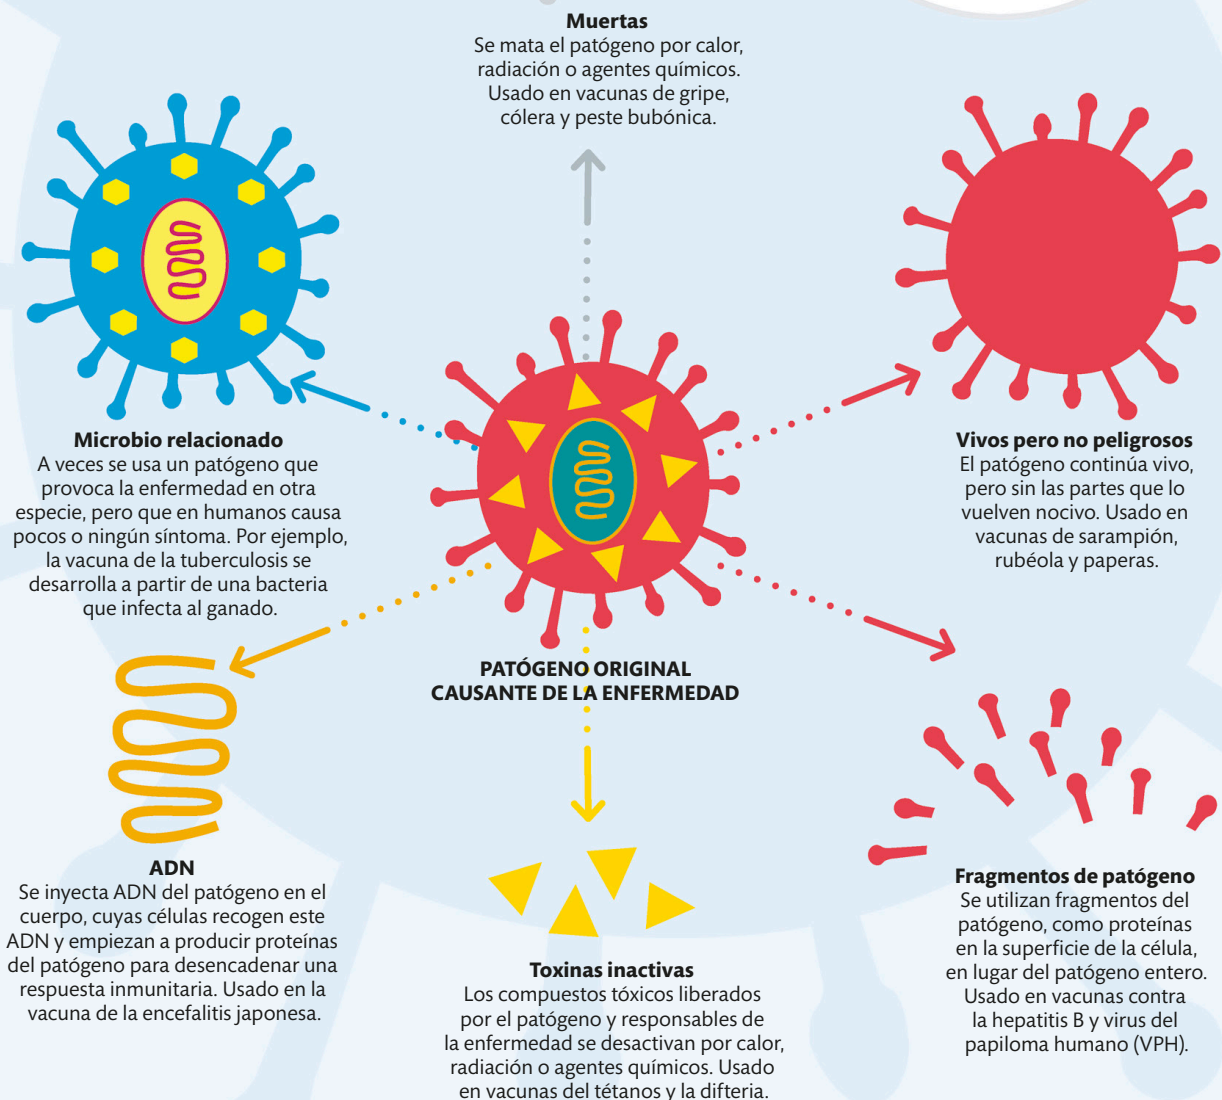 Muertas
Se mata el patógeno por calor,
radiación o agentes químicos.
Usado en vacunas de gripe,
cólera y peste bubónica.
Microbio relacionado
A veces se usa un patógeno que
provoca la enfermedad en otra
especie, pero que en humanos causa
pocos o ningún síntoma. Por ejemplo,
la vacuna de la tuberculosis se
desarrolla a partir de una bacteria
que infecta al ganado.
Vivos pero no peligrosos
El patógeno continúa vivo,
pero sin las partes que lo
vuelven nocivo. Usado en
vacunas de sarampión,
rubéola y paperas.
PATÓGENO ORIGINAL
CAUSANTE DE LA ENFERMEDAD
ADN
Se inyecta ADN del patógeno en el
cuerpo, cuyas células recogen este
ADN y empiezan a producir proteínas
del patógeno para desencadenar una
respuesta inmunitaria. Usado en la
vacuna de la encefalitis japonesa.
Toxinas inactivas
Los compuestos tóxicos liberados
por el patógeno y responsables de
la enfermedad se desactivan por calor,
radiación o agentes químicos. Usado
en vacunas del tétanos y la difteria.
Fragmentos de patógeno
Se utilizan fragmentos del
patógeno, como proteínas
en la superficie de la célula,
en lugar del patógeno entero.
Usado en vacunas contra
la hepatitis B y virus del
papiloma humano (VPH).